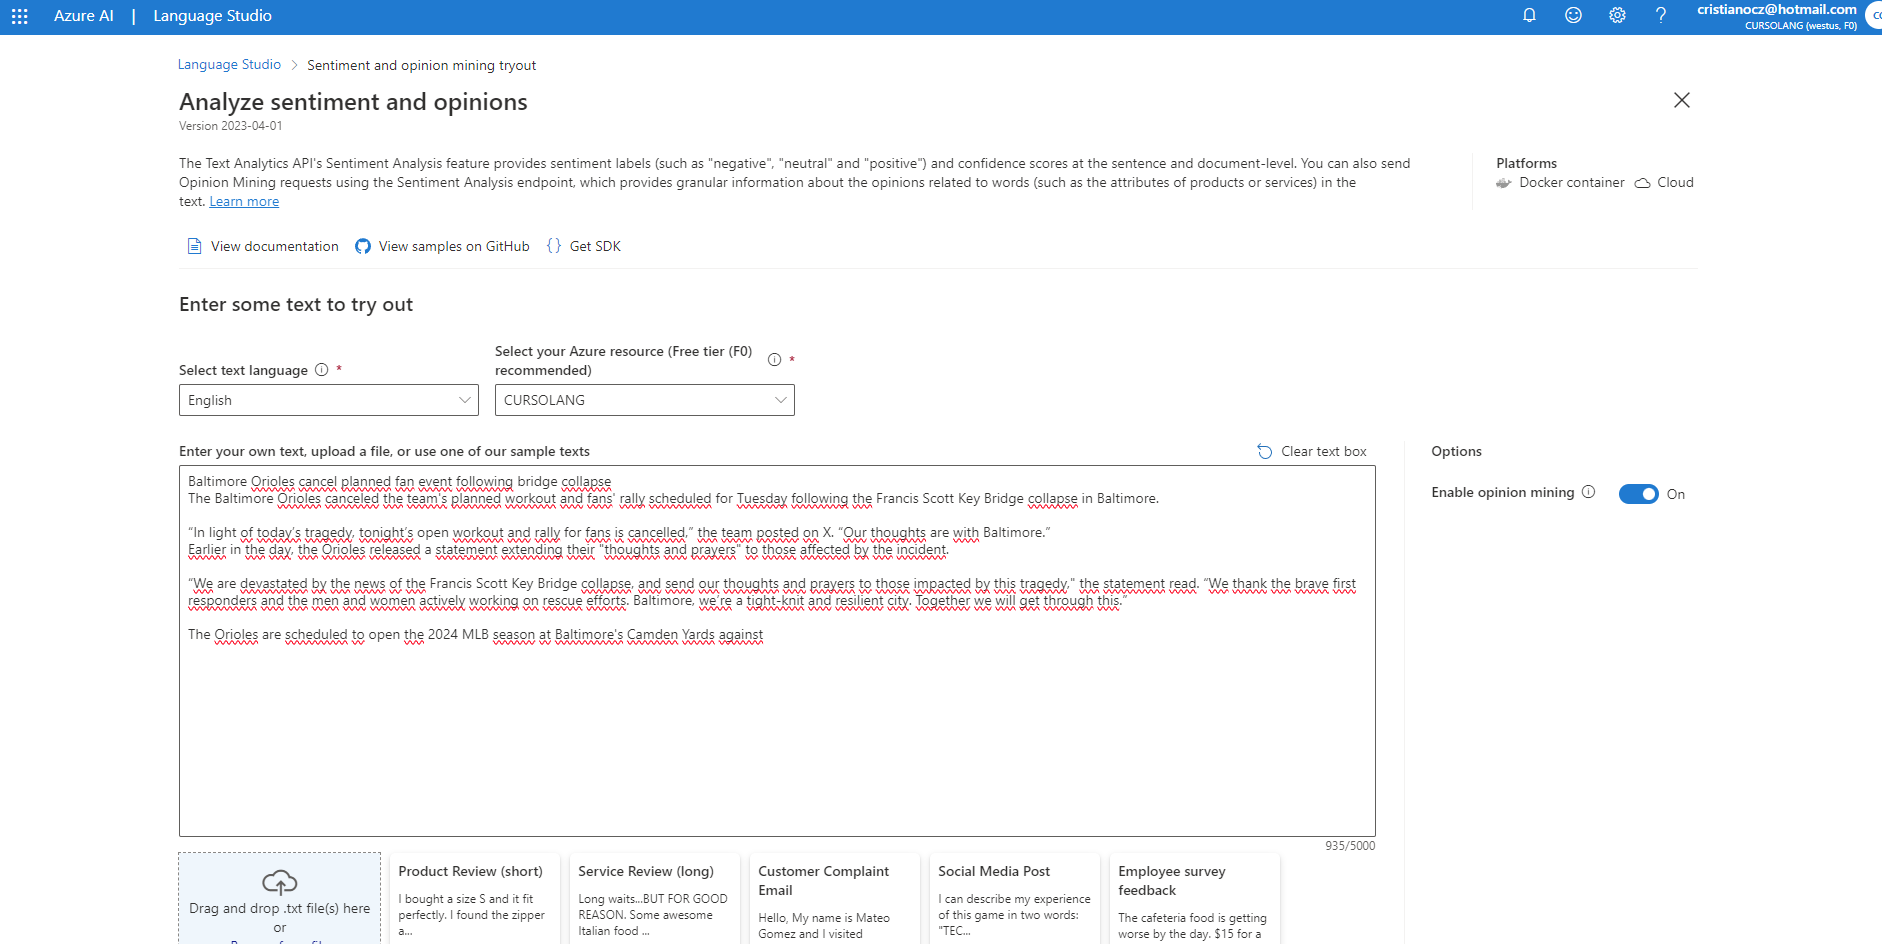 Azure AI | Language Studio
cristianocz@hotmail.com
CURSOLANG (westus, F0)
Language Studio > Sentiment and opinion mining tryout
Analyze sentiment and opinions
Version 2023-04-01
The Text Analytics API's Sentiment Analysis feature provides sentiment labels (such as "negative", "neutral" and "positive") and confidence scores at the sentence and document-level. You can also send
Opinion Mining requests using the Sentiment Analysis endpoint, which provides granular information about the opinions related to words (such as the attributes of products or services) in the
text. Learn more
Platforms
Docker container Cloud
View documentation View samples on GitHub {} Get SDK
Enter some text to try out
Select text language *
English
Select your Azure resource (Free tier (F0)
recommended) *
CURSOLANG
Enter your own text, upload a file, or use one of our sample texts
Clear text box
Baltimore Orioles cancel planned fan event following bridge collapse
The Baltimore Orioles canceled the team's planned workout and fans' rally scheduled for Tuesday following the Francis Scott Key Bridge collapse in Baltimore.
“In light of today’s tragedy, tonight’s open workout and rally for fans is cancelled,” the team posted on X. “Our thoughts are with Baltimore.”
Earlier in the day, the Orioles released a statement extending their "thoughts and prayers" to those affected by the incident.
“We are devastated by the news of the Francis Scott Key Bridge collapse, and send our thoughts and prayers to those impacted by this tragedy," the statement read. “We thank the brave first
responders and the men and women actively working on rescue efforts. Baltimore, we’re a tight-knit and resilient city. Together we will get through this.”
The Orioles are scheduled to open the 2024 MLB season at Baltimore's Camden Yards against
935/5000
Options
Enable opinion mining On
Drag and drop .txt file(s) here
or
Product Review (short)
I bought a size S and it fit
perfectly. I found the zipper
a...
Service Review (long)
Long waits...BUT FOR GOOD
REASON. Some awesome
Italian food ...
Customer Complaint
Email
Hello, My name is Mateo
Gomez and I visited
Social Media Post
I can describe my experience
of this game in two words:
"TEC...
Employee survey
feedback
The cafeteria food is getting
worse by the day. $15 for a